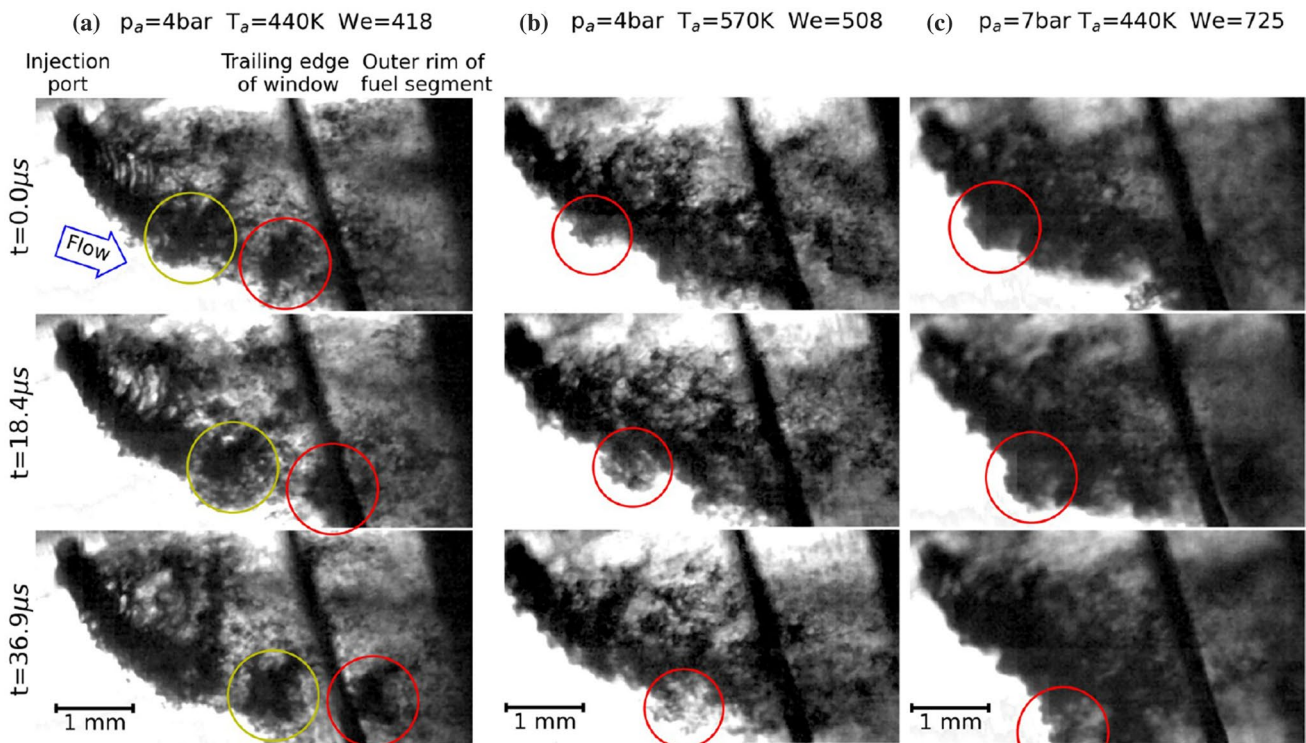 (a) pₐ=4bar Tₐ=440K We=418
(b) pₐ=4bar Tₐ=570K We=508
(c) pₐ=7bar Tₐ=440K We=725
Injection
port
Trailing edge
of window
Outer rim of
fuel segment
t=0.0μs
Flow
t=18.4μs
t=36.9μs
1 mm
1 mm
1 mm